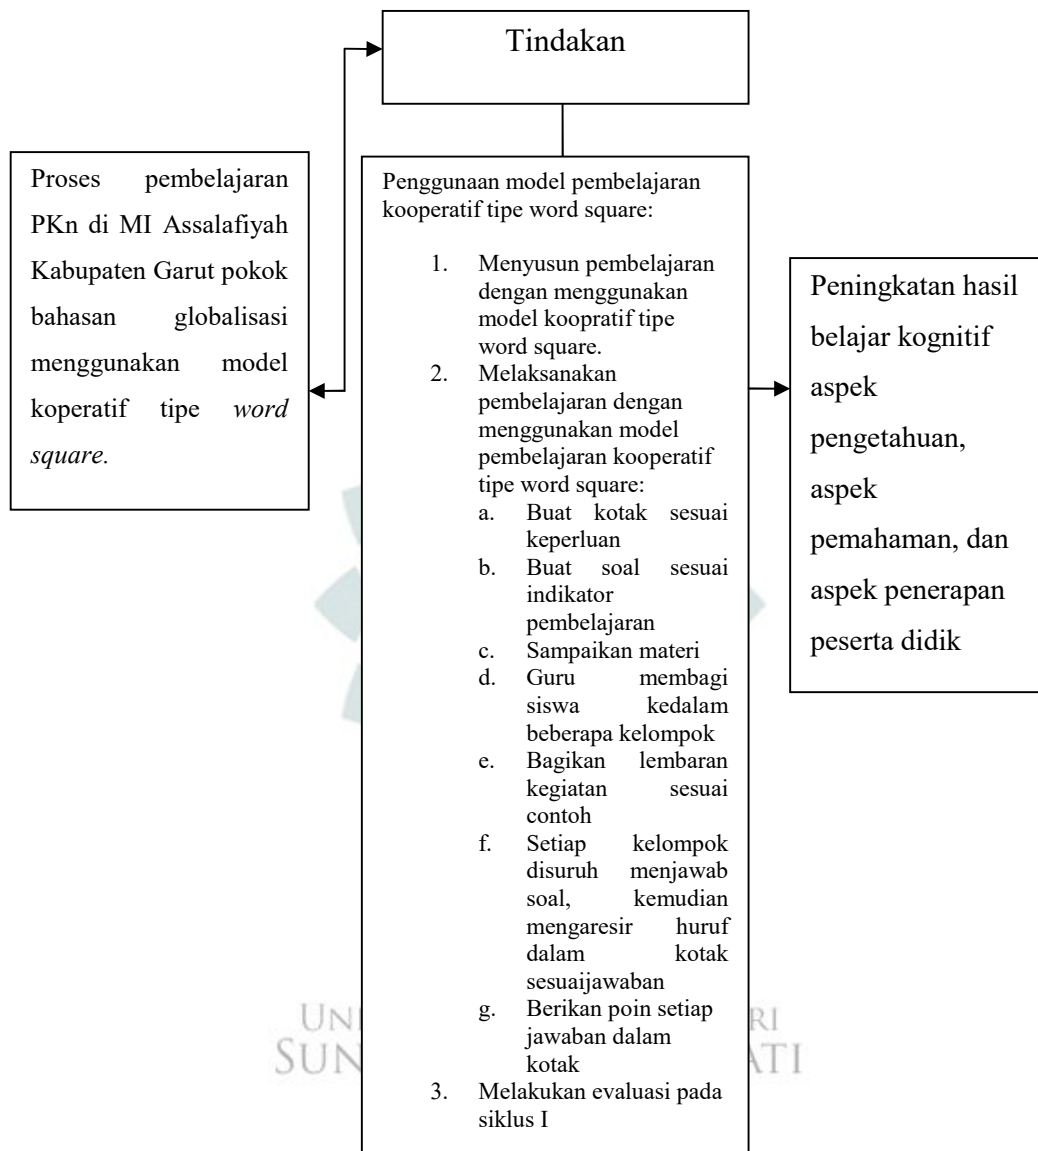 Tindakan
Proses pembelajaran
PKn di MI Assalafiyah
Kabupaten Garut pokok
bahasan globalisasi
menggunakan model
koperatif tipe word
square.
Penggunaan model pembelajaran
kooperatif tipe word square:
1. Menyusun pembelajaran
dengan menggunakan
model koopratif tipe
word square.
2. Melaksanakan
pembelajaran dengan
menggunakan model
pembelajaran kooperatif
tipe word square:
a. Buat kotak sesuai
keperluan
b. Buat soal sesuai
indikator
pembelajaran
c. Sampaikan materi
d. Guru membagi
siswa kedalam
beberapa kelompok
e. Bagikan lembaran
kegiatan sesuai
contoh
f. Setiap kelompok
disuruh menjawab
soal, kemudian
mengaresir huruf
dalam kotak
sesuaijawaban
g. Berikan poin setiap
jawaban dalam
kotak
3. Melakukan evaluasi pada
siklus I
Peningkatan hasil
belajar kognitif
aspek
pengetahuan,
aspek
pemahaman, dan
aspek penerapan
peserta didik